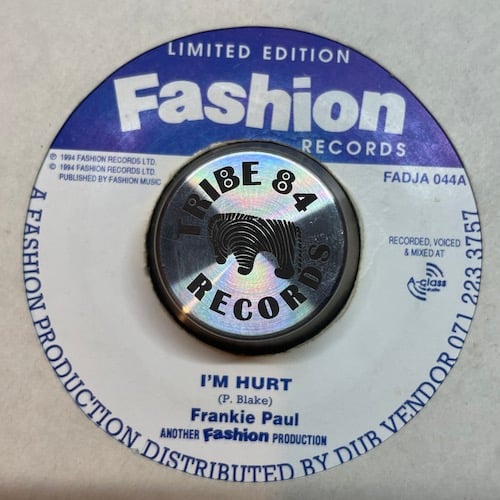 LIMITED EDITION
Fashion
RECORDS
℗ 1994 FASHION RECORDS LTD.
© 1994 FASHION RECORDS LTD.
PUBLISHED BY FASHION MUSIC
FADJA 044A
RECORDED, VOICED
& MIXED AT
A-class
studio
TRIBE 84
RECORDS
I'M HURT
(P. Blake)
Frankie Paul
ANOTHER Fashion PRODUCTION
A FASHION PRODUCTION DISTRIBUTED BY DUB VENDOR 071 223 3757